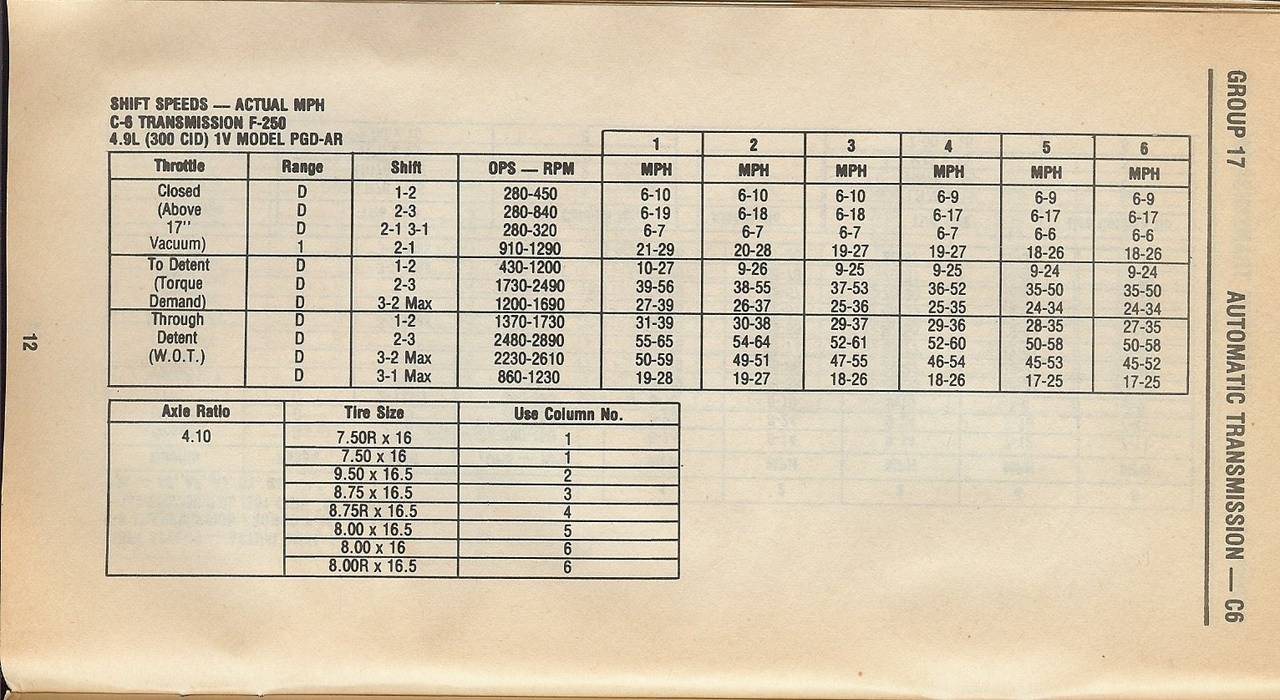 SHIFT SPEEDS — ACTUAL MPH
C-6 TRANSMISSION F-250
4.9L (300 CID) 1V MODEL PGD-AR
1 2 3 4 5 6
Throttle Range Shift OPS — RPM MPH MPH MPH MPH MPH MPH
Closed D 1-2 280-450 6-10 6-10 6-10 6-9 6-9 6-9
(Above D 2-3 280-840 6-19 6-18 6-18 6-17 6-17 6-17
17'' D 2-1 3-1 280-320 6-7 6-7 6-7 6-7 6-6 6-6
Vacuum) 1 2-1 910-1290 21-29 20-28 19-27 19-27 18-26 18-26
To Detent D 1-2 430-1200 10-27 9-26 9-25 9-25 9-24 9-24
(Torque D 2-3 1730-2490 39-56 38-55 37-53 36-52 35-50 35-50
Demand) D 3-2 Max 1200-1690 27-39 26-37 25-36 25-35 24-34 24-34
Through D 1-2 1370-1730 31-39 30-38 29-37 29-36 28-35 27-35
Detent D 2-3 2480-2890 55-65 54-64 52-61 52-60 50-58 50-58
(W.O.T.) D 3-2 Max 2230-2610 50-59 49-51 47-55 46-54 45-53 45-52
D 3-1 Max 860-1230 19-28 19-27 18-26 18-26 17-25 17-25
Axle Ratio Tire Size Use Column No.
4.10 7.50R x 16 1
7.50 x 16 1
9.50 x 16.5 2
8.75 x 16.5 3
8.75R x 16.5 4
8.00 x 16.5 5
8.00 x 16 6
8.00R x 16.5 6
GROUP 17 AUTOMATIC TRANSMISSION — C6
12